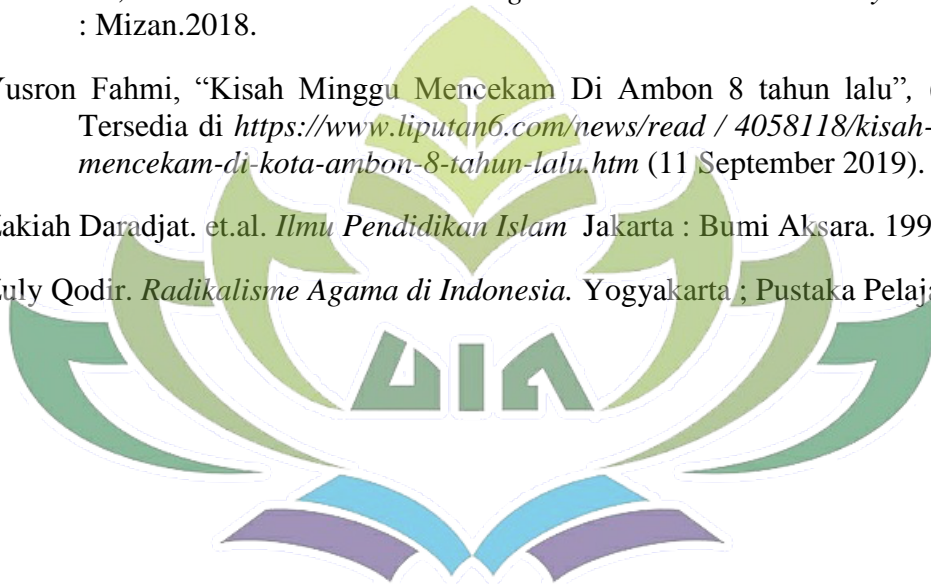 : Mizan.2018.
Yusron Fahmi, “Kisah Minggu Mencekam Di Ambon 8 tahun lalu”,
Tersedia di https://www.liputan6.com/news/read / 4058118/kisah-
mencekam-di-kota-ambon-8-tahun-lalu.htm (11 September 2019).
Zakiah Daradjat. et.al. Ilmu Pendidikan Islam Jakarta : Bumi Aksara. 199
Zuly Qodir. Radikalisme Agama di Indonesia. Yogyakarta ; Pustaka Pelaja
UIN